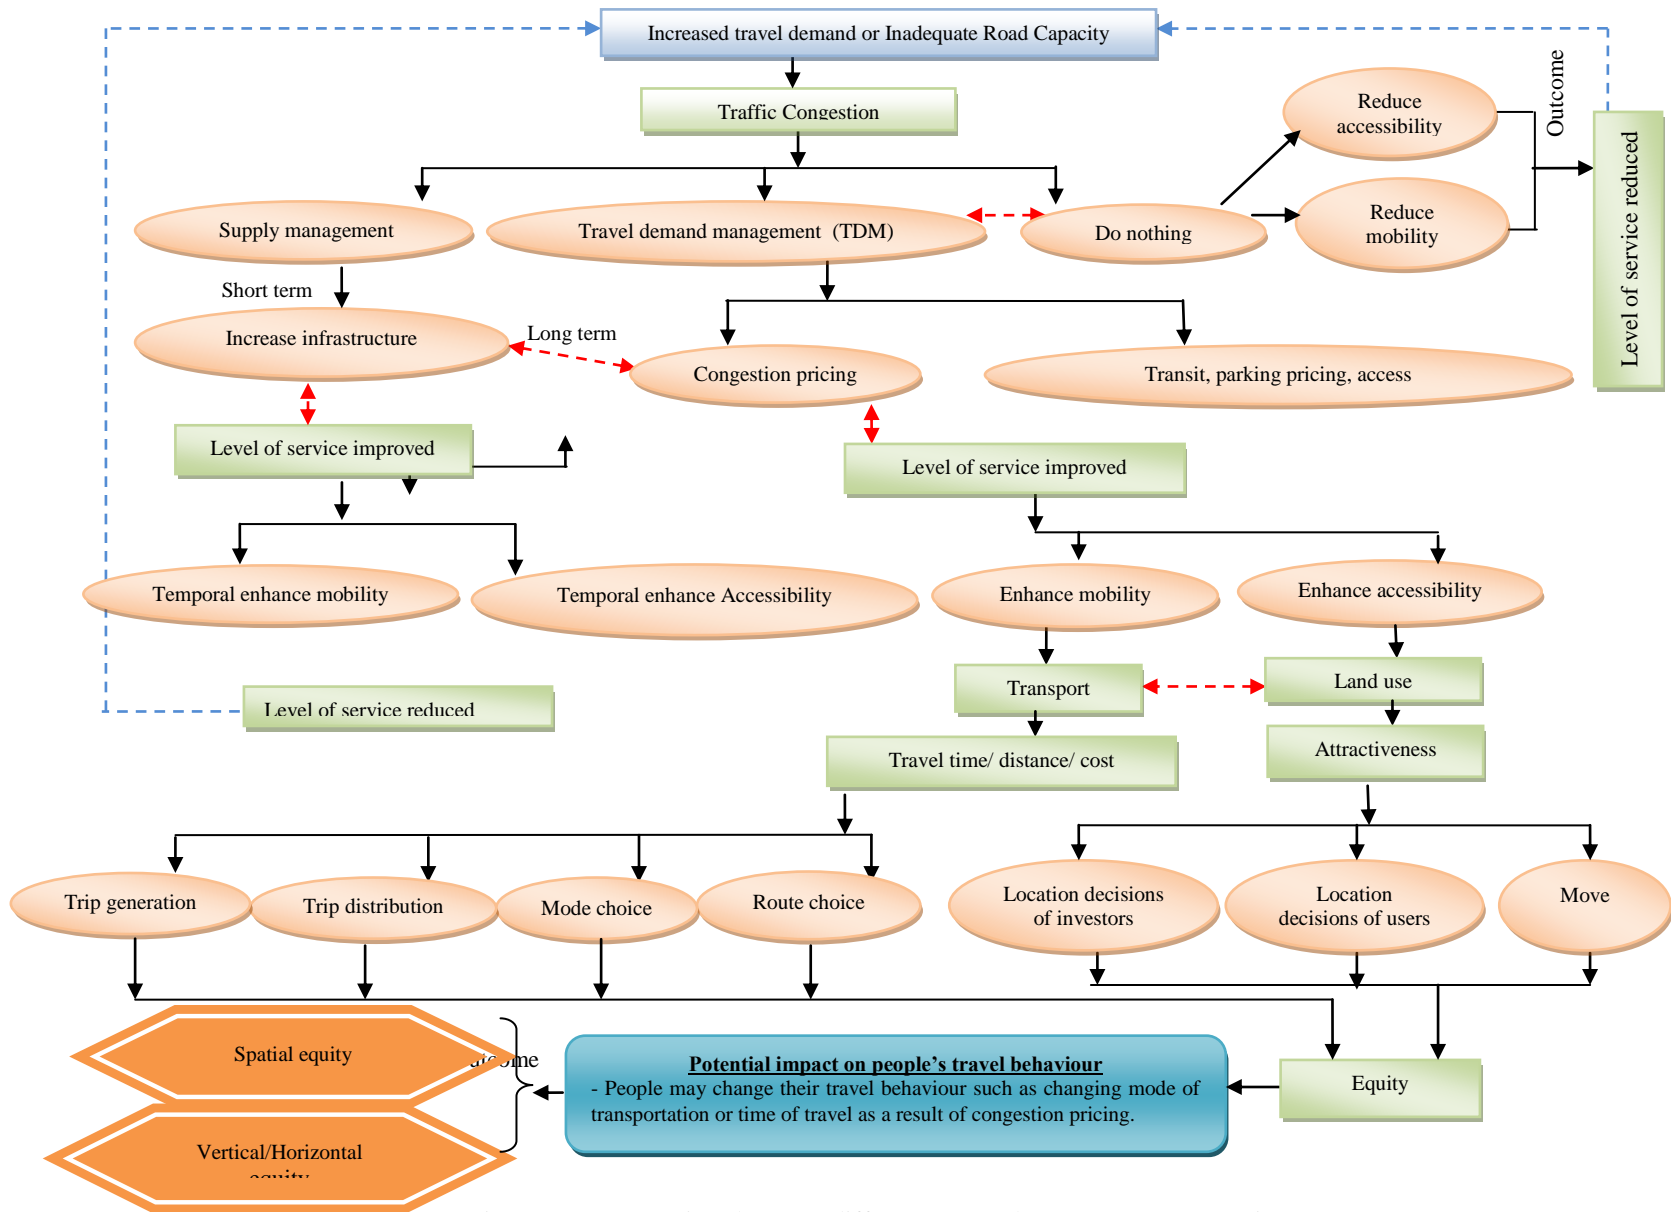 Increased travel demand or Inadequate Road Capacity
Traffic Congestion
Reduce
accessibility
Outcome
Level of service reduced
Supply management
Travel demand management (TDM)
Do nothing
Reduce
mobility
Short term
Increase infrastructure
Long term
Congestion pricing
Transit, parking pricing, access
Level of service improved
Level of service improved
Temporal enhance mobility
Temporal enhance Accessibility
Enhance mobility
Enhance accessibility
Transport
Land use
Level of service reduced
Travel time/ distance/ cost
Attractiveness
Trip generation
Trip distribution
Mode choice
Route choice
Location decisions
of investors
Location
decisions of users
Move
Spatial equity
Potential impact on people’s travel behaviour
- People may change their travel behaviour such as changing mode of
transportation or time of travel as a result of congestion pricing.
Equity
Vertical/Horizontal
equity